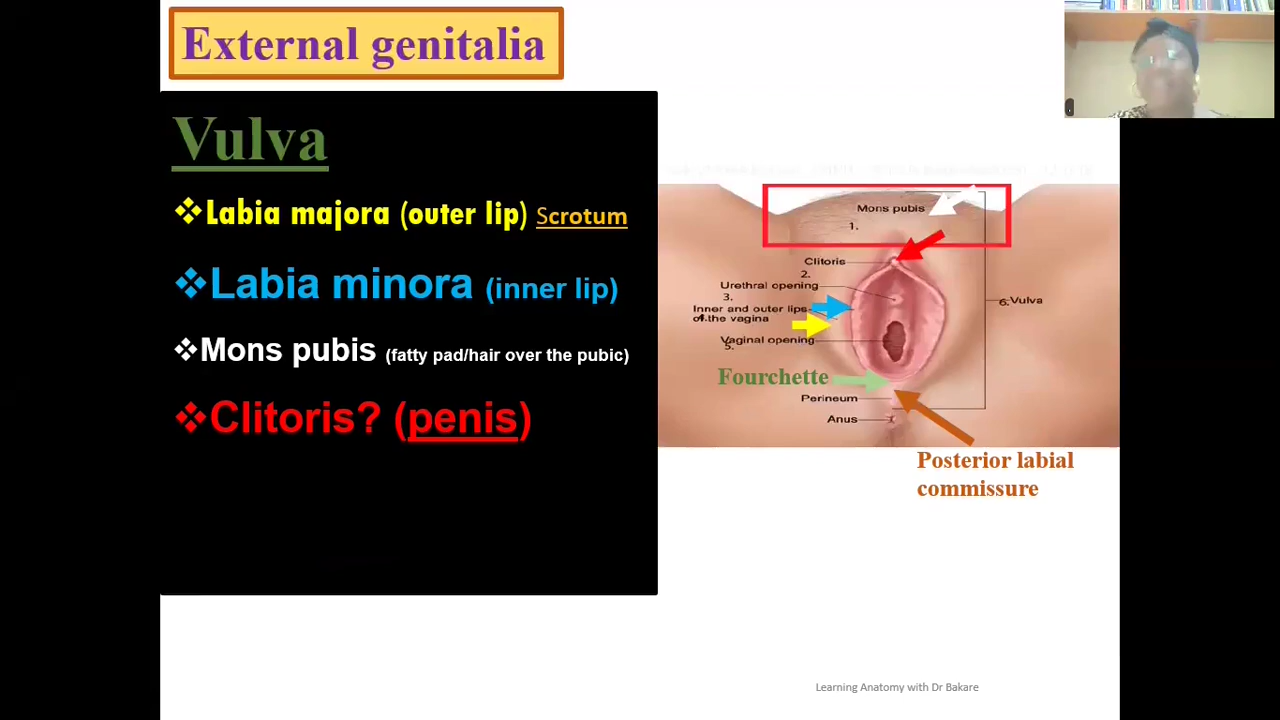 External genitalia
Vulva
❖Labia majora (outer lip) Scrotum
❖Labia minora (inner lip)
❖Mons pubis (fatty pad/hair over the pubic)
❖Clitoris? (penis)
Mons pubis
1.
Clitoris
2.
Urethral opening
3.
Inner and outer lips
of the vagina
4.
Vaginal opening
5.
6. Vulva
Fourchette
Perineum
Anus
Posterior labial
commissure
Learning Anatomy with Dr Bakare